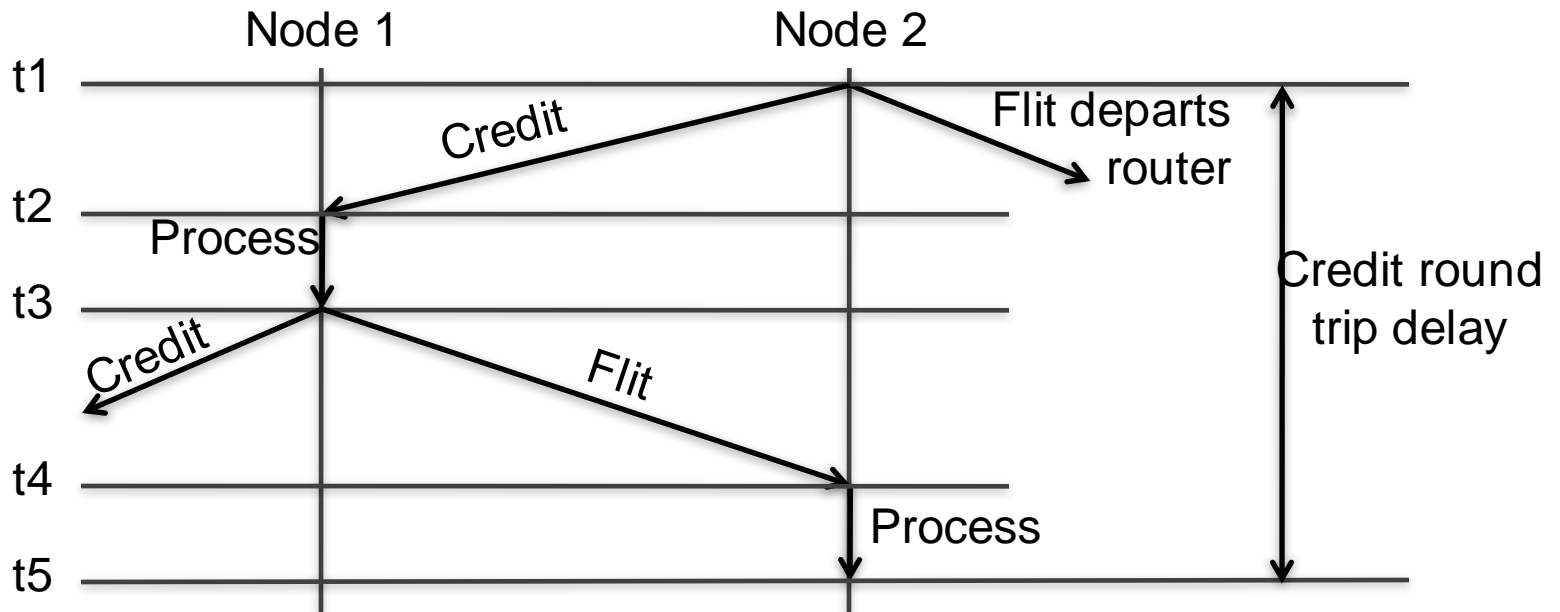 Node 1
Node 2
t1
Credit
Flit departs
router
t2
Process
Credit round
trip delay
t3
Credit
Flit
t4
Process
t5